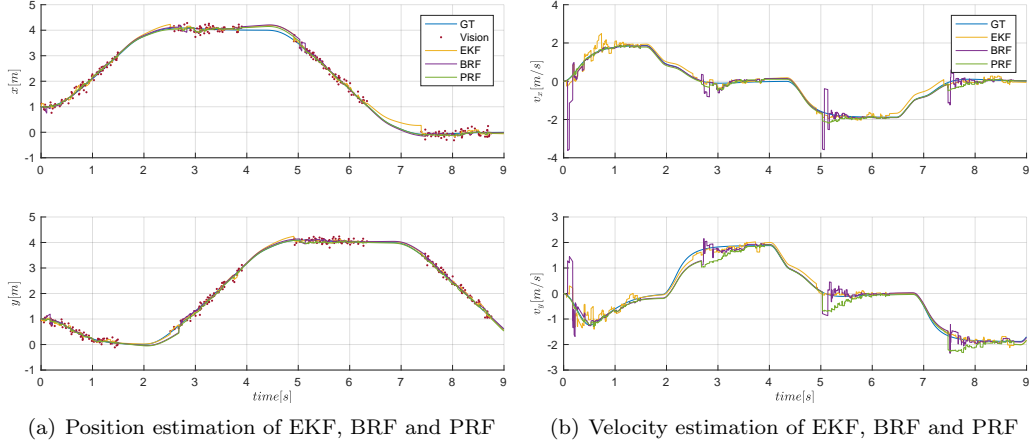 5
4
3
2
1
0
-1
x[m]
0 1 2 3 4 5 6 7 8 9
GT
Vision
EKF
BRF
PRF
5
4
3
2
1
0
-1
y[m]
0 1 2 3 4 5 6 7 8 9
time[s]
(a) Position estimation of EKF, BRF and PRF
4
2
0
-2
-4
v_x[m/s]
0 1 2 3 4 5 6 7 8 9
GT
EKF
BRF
PRF
3
2
1
0
-1
-2
-3
v_y[m/s]
0 1 2 3 4 5 6 7 8 9
time[s]
(b) Velocity estimation of EKF, BRF and PRF